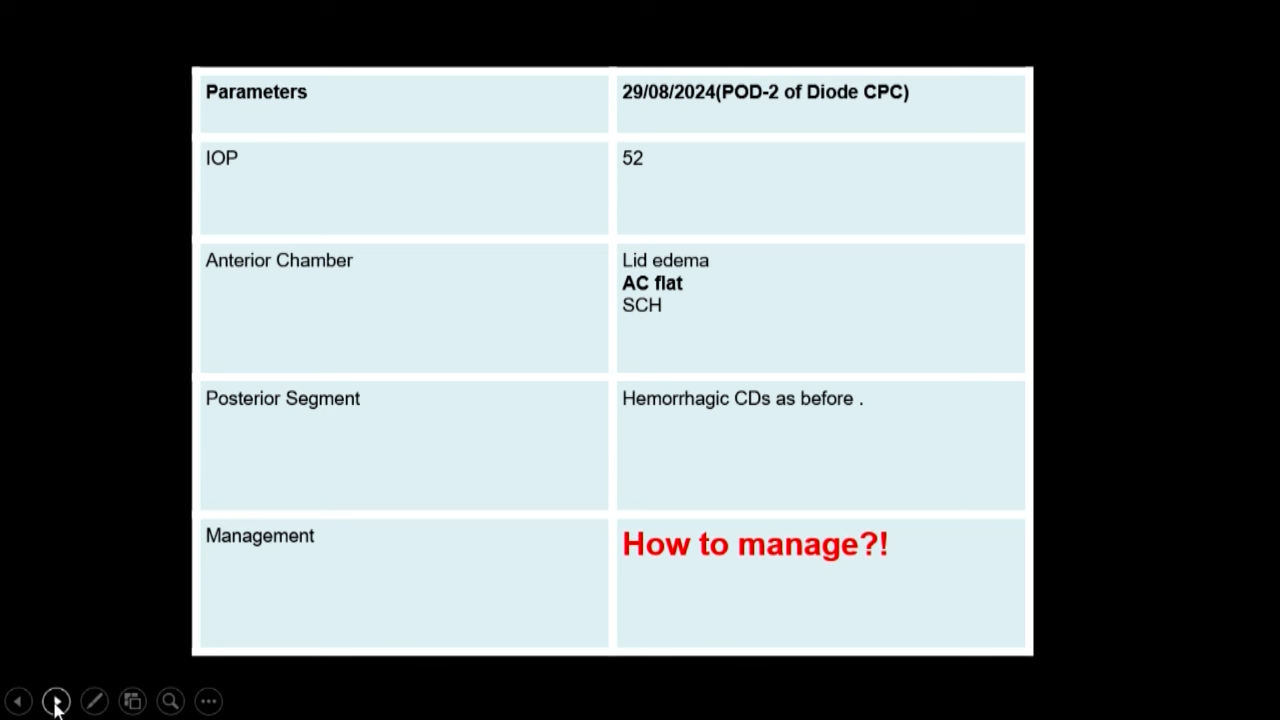 Parameters
29/08/2024(POD-2 of Diode CPC)
IOP
52
Anterior Chamber
Lid edema
AC flat
SCH
Posterior Segment
Hemorrhagic CDs as before .
Management
How to manage?!